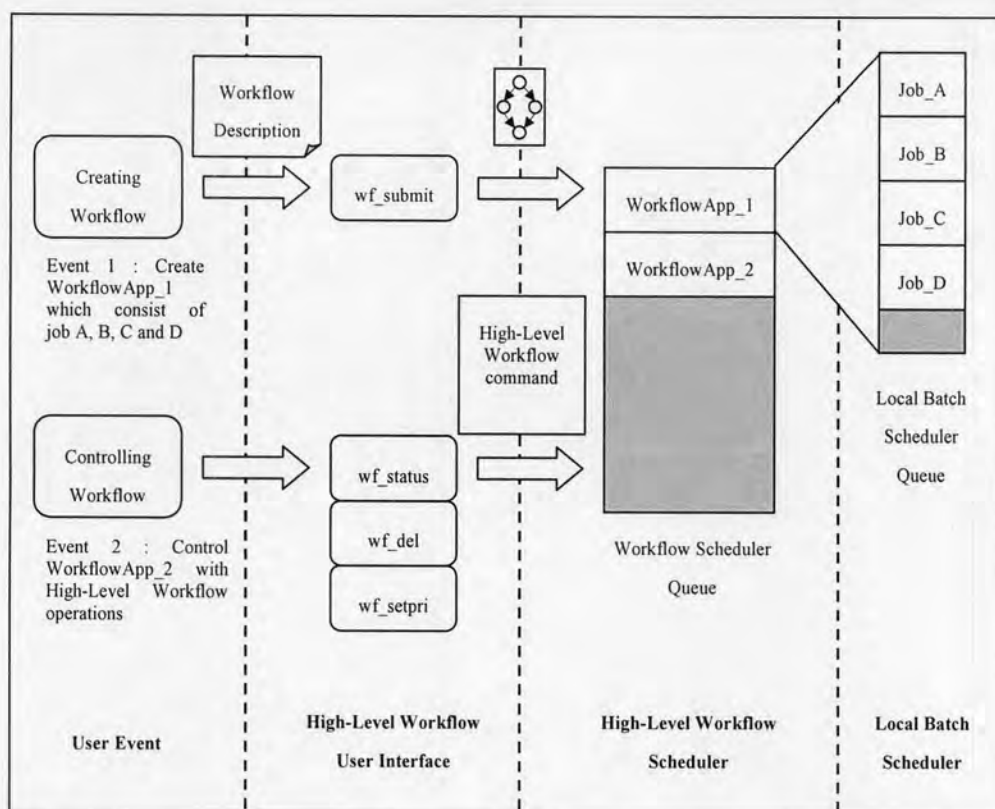 Workflow
Description
Creating
Workflow
wf_submit
Event 1 : Create
WorkflowApp_1
which consist of
job A, B, C and D
WorkflowApp_1
WorkflowApp_2
Job_A
Job_B
Job_C
Job_D
High-Level
Workflow
command
Local Batch
Scheduler
Queue
Controlling
Workflow
wf_status
wf_del
wf_setpri
Event 2 : Control
WorkflowApp_2 with
High-Level Workflow
operations
Workflow Scheduler
Queue
User Event
High-Level Workflow
User Interface
High-Level Workflow
Scheduler
Local Batch
Scheduler